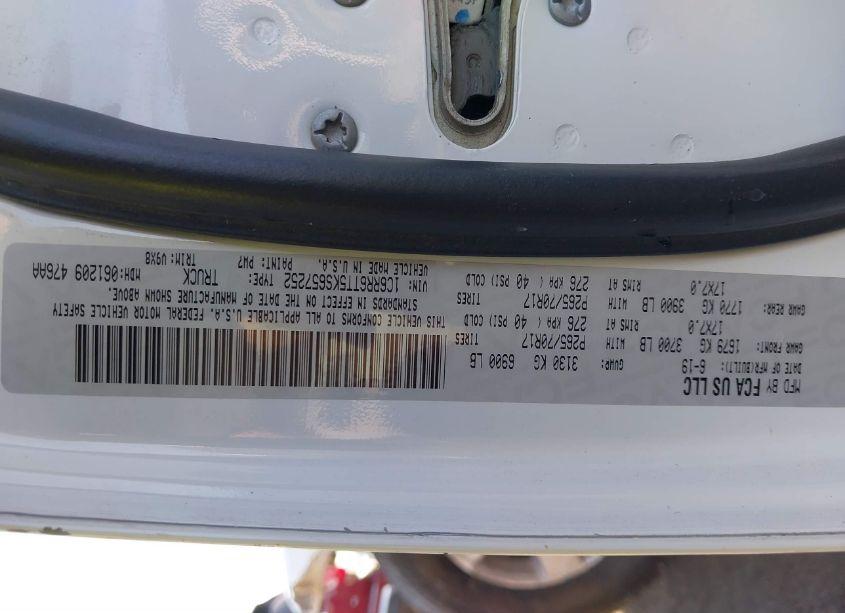 MFD BY FCA US LLC
DATE OF MFR(BUILT): 6-19 GVWR: 3130 KG 6900 LB
GAWR FRONT: 1679 KG 3700 LB WITH P265/70R17 TIRES
17X7.0 RIMS AT 276 KPA ( 40 PSI) COLD
GAWR REAR: 1770 KG 3900 LB WITH P265/70R17 TIRES
17X7.0 RIMS AT 276 KPA ( 40 PSI) COLD
THIS VEHICLE CONFORMS TO ALL APPLICABLE U.S.A. FEDERAL MOTOR VEHICLE SAFETY
STANDARDS IN EFFECT ON THE DATE OF MANUFACTURE SHOWN ABOVE.
VIN: 1C6RR6TT5KS657252 TYPE: TRUCK MDH:061209 476AA
VEHICLE MADE IN U.S.A. PAINT: PW7 TRIM: V9X8